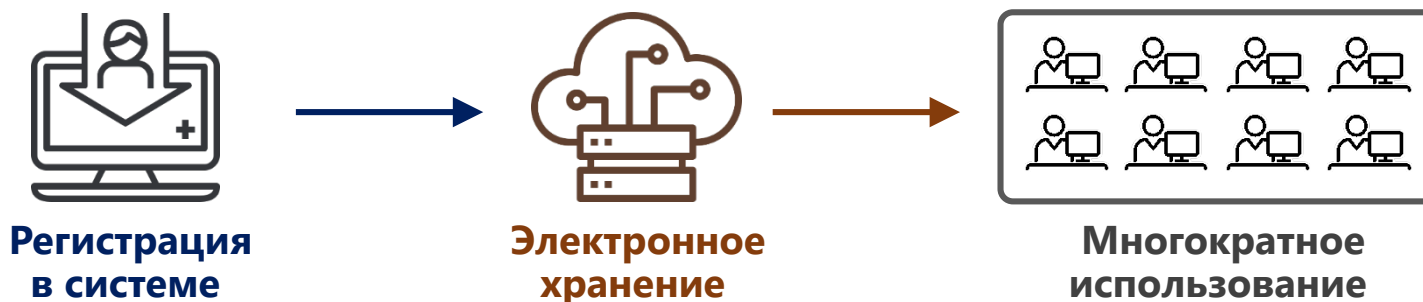 Регистрация
в системе
Электронное
хранение
Многократное
использование